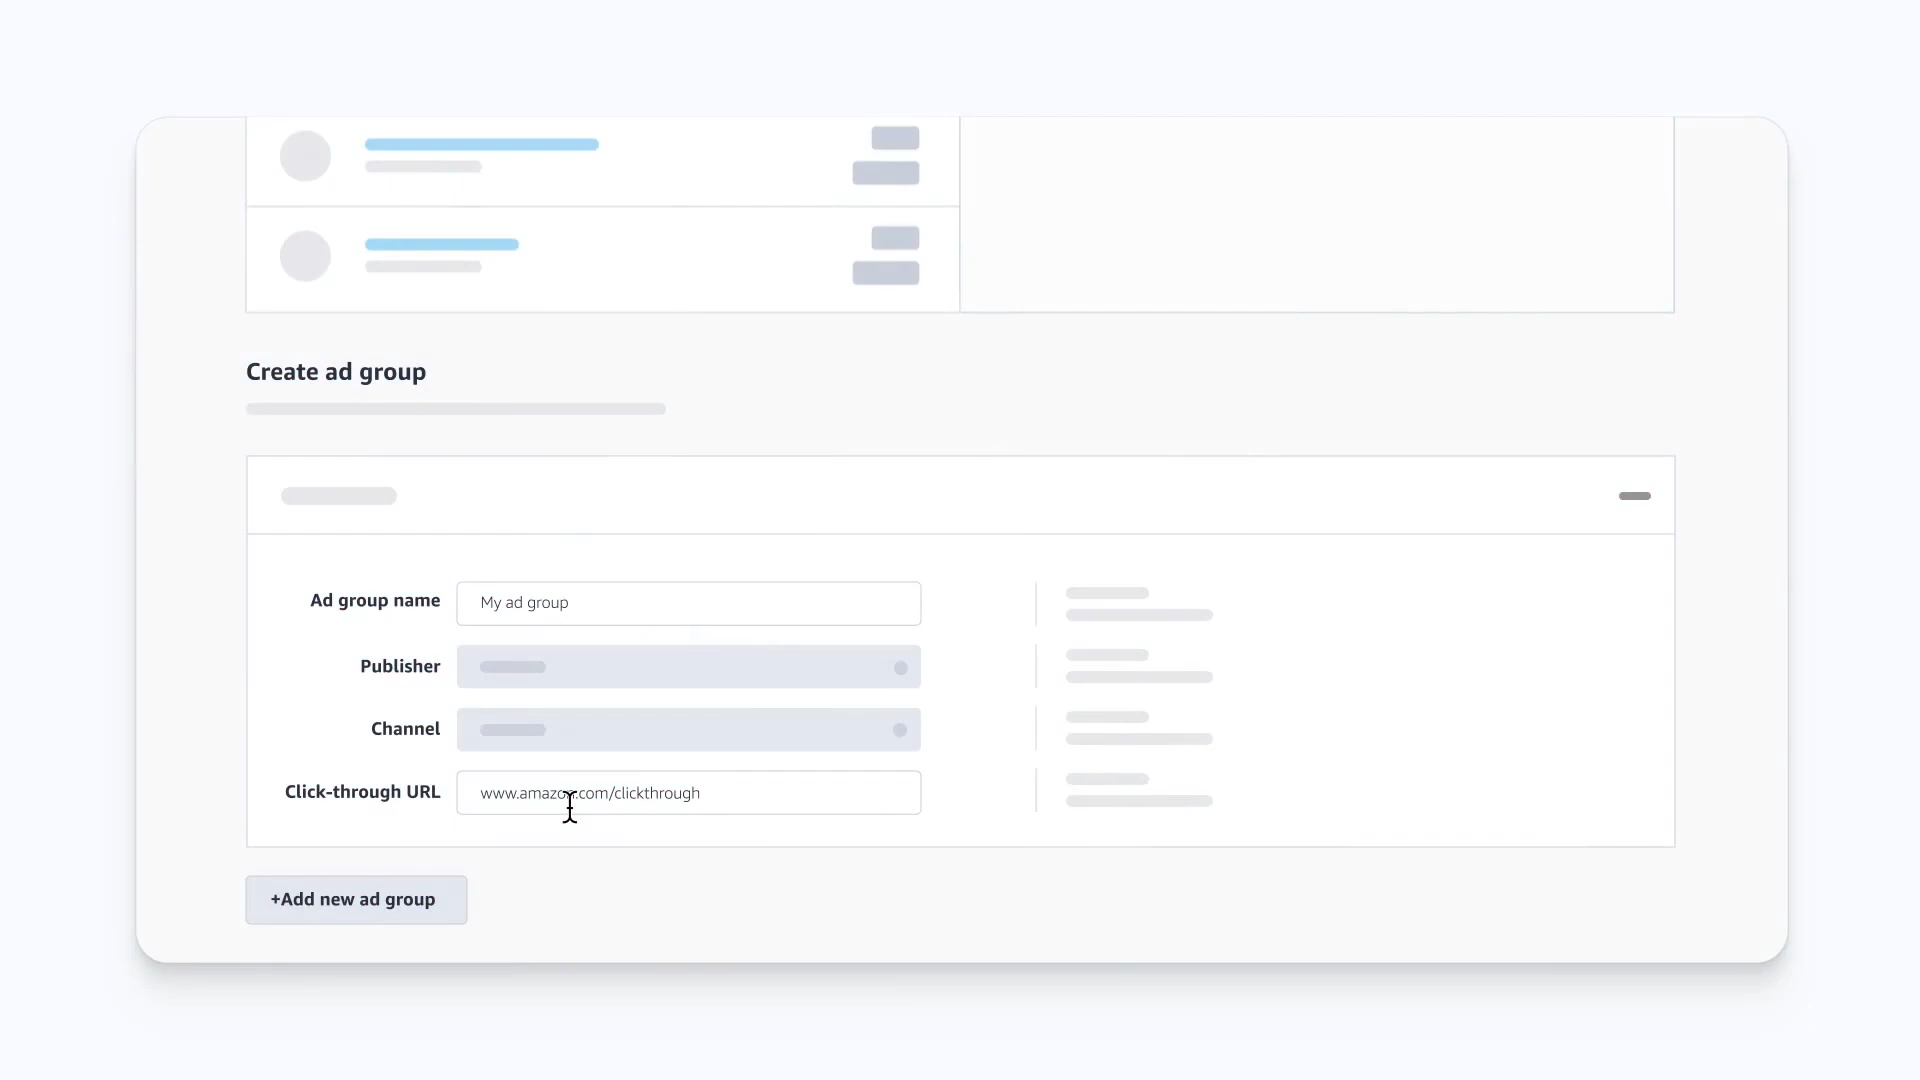 Create ad group
Ad group name
My ad group
Publisher
Channel
Click-through URL
www.amazon.com/clickthrough
+Add new ad group